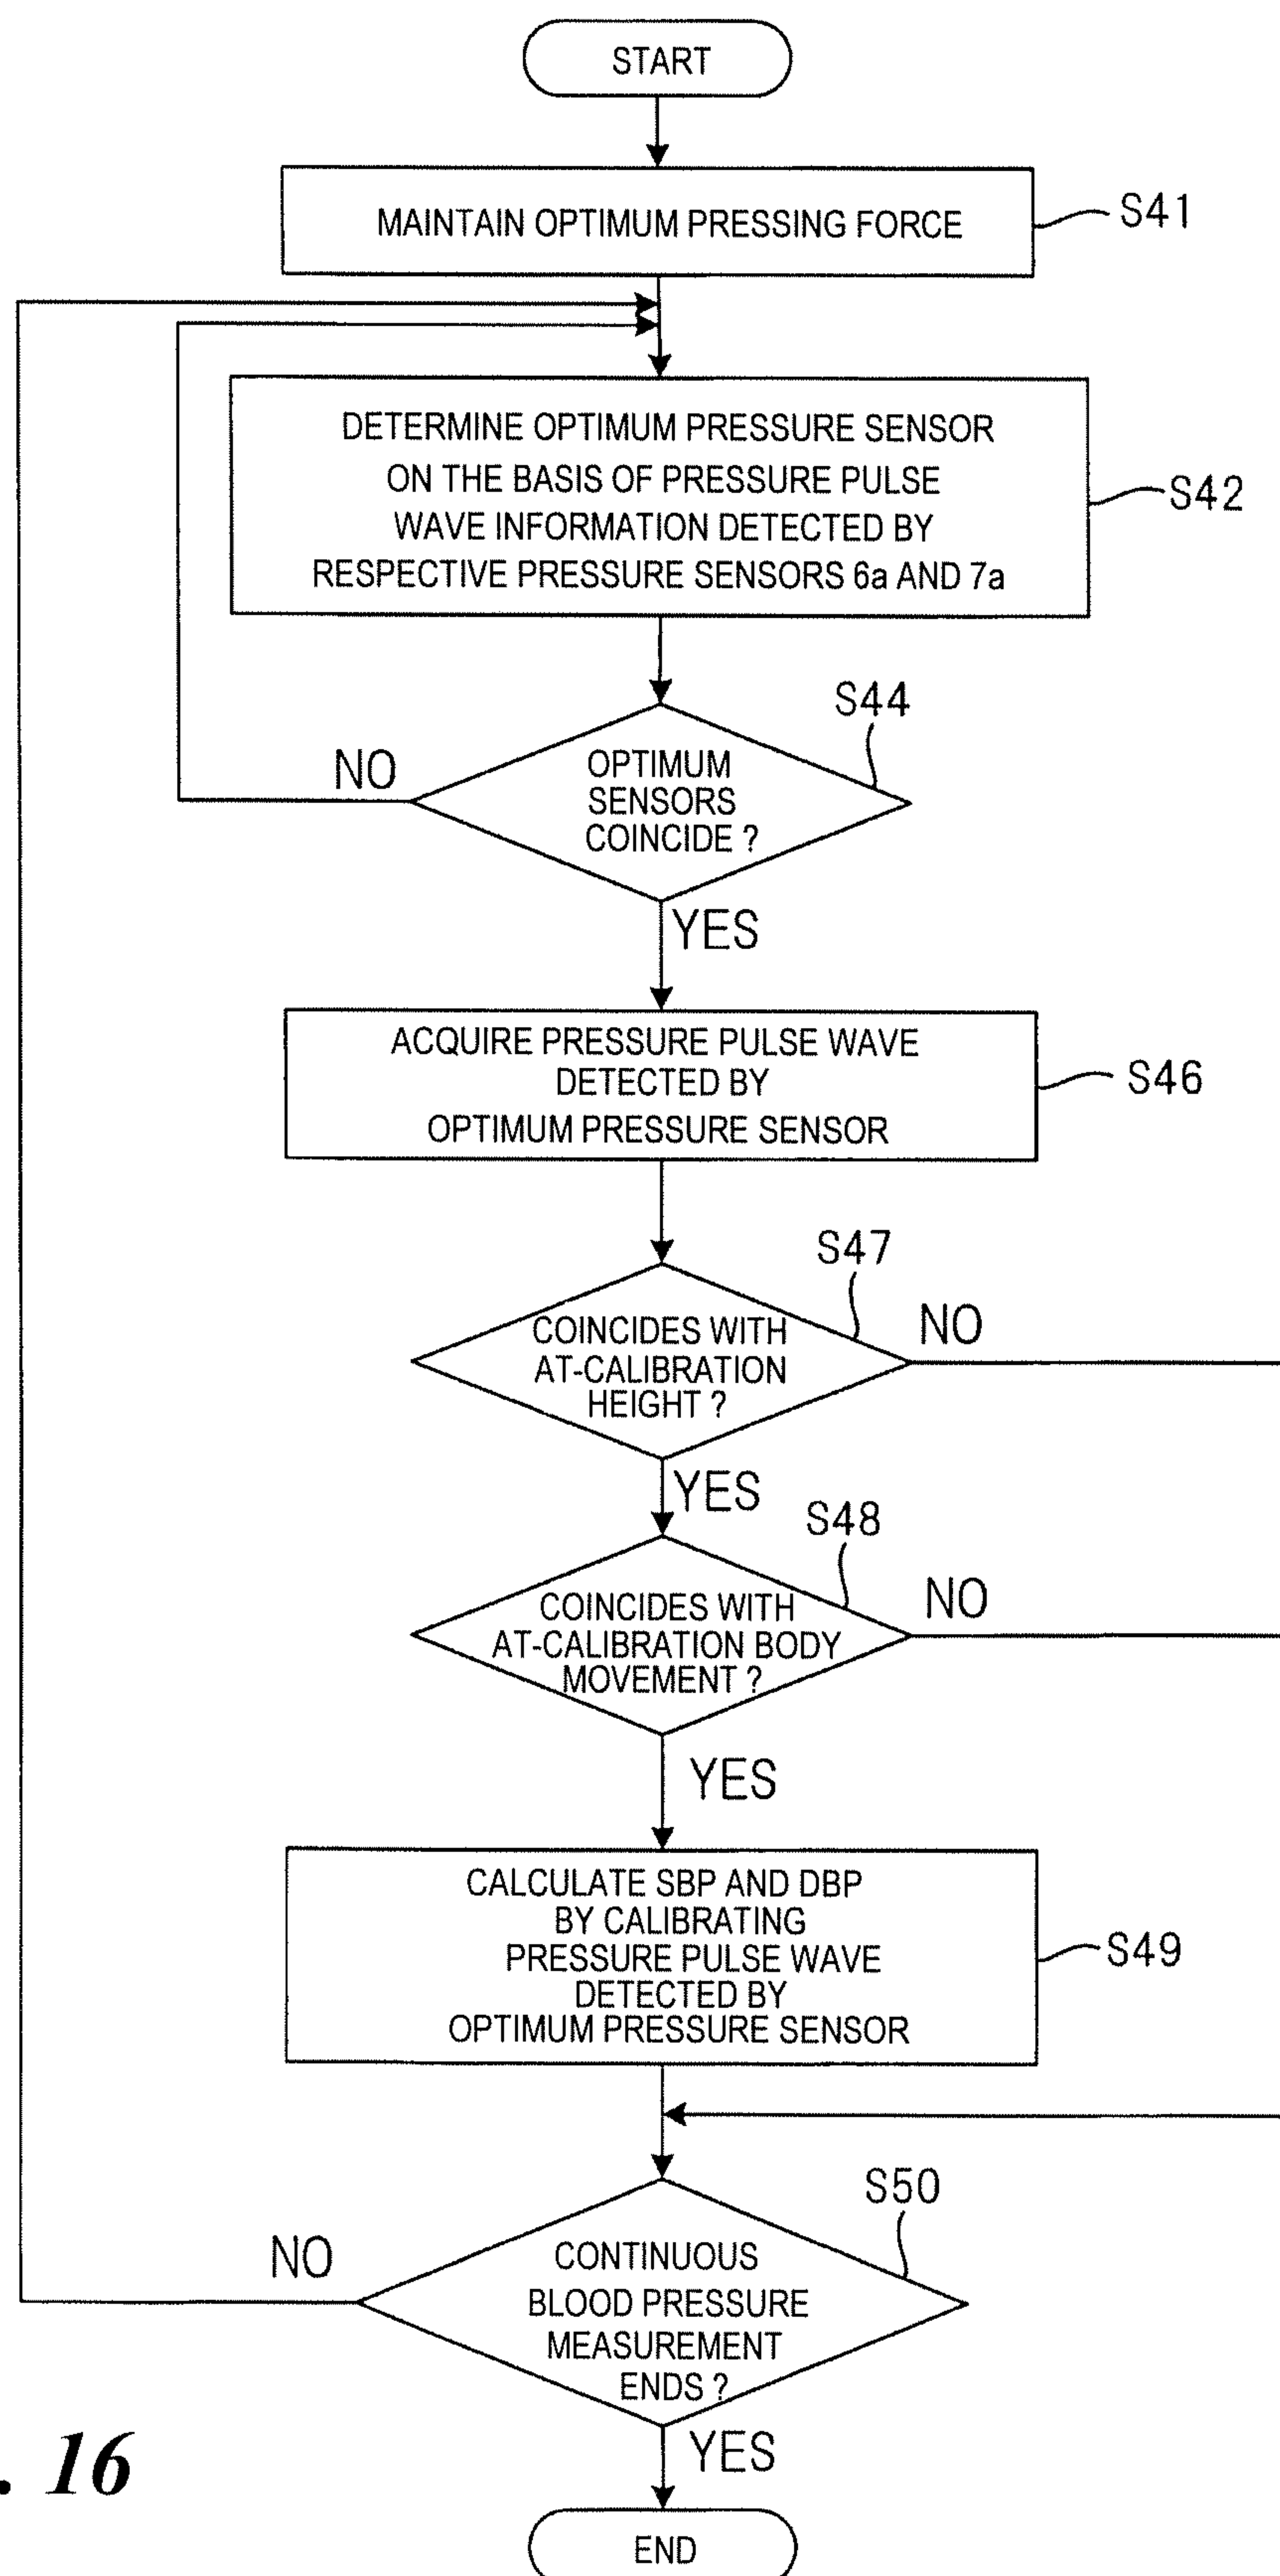 START
MAINTAIN OPTIMUM PRESSING FORCE
S41
DETERMINE OPTIMUM PRESSURE SENSOR
ON THE BASIS OF PRESSURE PULSE
WAVE INFORMATION DETECTED BY
RESPECTIVE PRESSURE SENSORS 6a AND 7a
S42
S44
NO
OPTIMUM
SENSORS
COINCIDE ?
YES
ACQUIRE PRESSURE PULSE WAVE
DETECTED BY
OPTIMUM PRESSURE SENSOR
S46
S47
NO
COINCIDES WITH
AT-CALIBRATION
HEIGHT ?
YES
S48
NO
COINCIDES WITH
AT-CALIBRATION BODY
MOVEMENT ?
YES
CALCULATE SBP AND DBP
BY CALIBRATING
PRESSURE PULSE WAVE
DETECTED BY
OPTIMUM PRESSURE SENSOR
S49
S50
NO
CONTINUOUS
BLOOD PRESSURE
MEASUREMENT
ENDS ?
YES
. 16
END